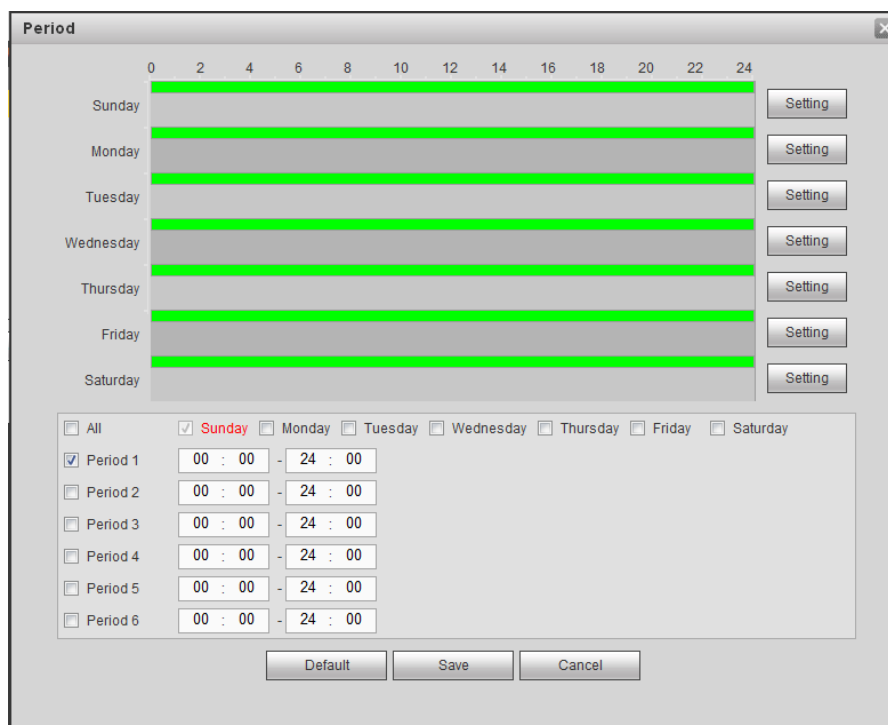 Period
0 2 4 6 8 10 12 14 16 18 20 22 24
Sunday Setting
Monday Setting
Tuesday Setting
Wednesday Setting
Thursday Setting
Friday Setting
Saturday Setting
All Sunday Monday Tuesday Wednesday Thursday Friday Saturday
Period 1 00 : 00 - 24 : 00
Period 2 00 : 00 - 24 : 00
Period 3 00 : 00 - 24 : 00
Period 4 00 : 00 - 24 : 00
Period 5 00 : 00 - 24 : 00
Period 6 00 : 00 - 24 : 00
Default Save Cancel